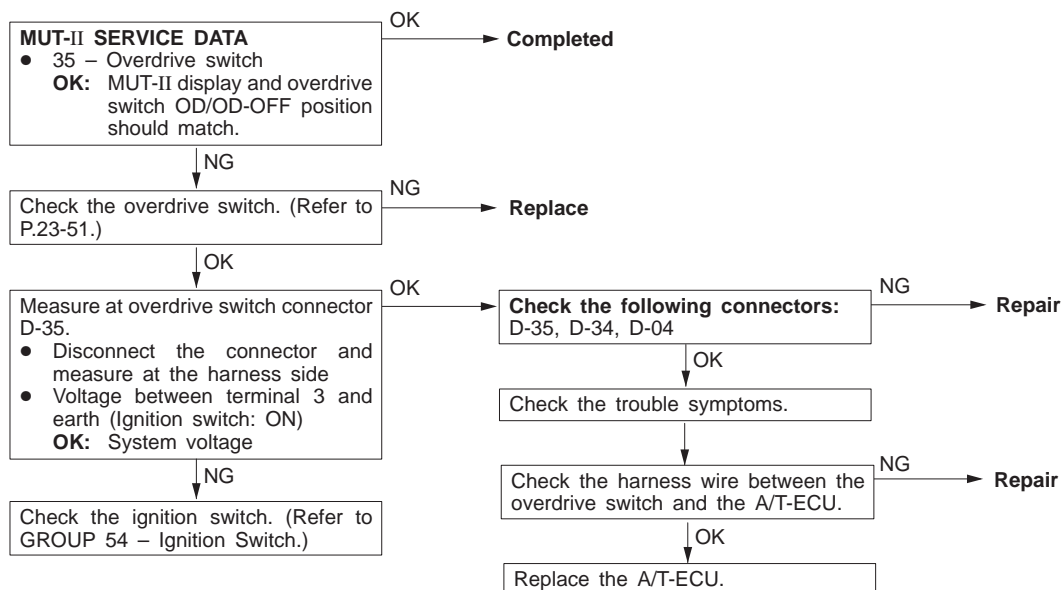 MUT-II SERVICE DATA
● 35 – Overdrive switch
OK: MUT-II display and overdrive
switch OD/OD-OFF position
should match.
OK
Completed
NG
Check the overdrive switch. (Refer to
P.23-51.)
NG
Replace
OK
Measure at overdrive switch connector
D-35.
● Disconnect the connector and
measure at the harness side
● Voltage between terminal 3 and
earth (Ignition switch: ON)
OK: System voltage
OK
NG
Check the ignition switch. (Refer to
GROUP 54 – Ignition Switch.)
Check the following connectors:
D-35, D-34, D-04
NG
Repair
OK
Check the trouble symptoms.
Check the harness wire between the
overdrive switch and the A/T-ECU.
NG
Repair
OK
Replace the A/T-ECU.